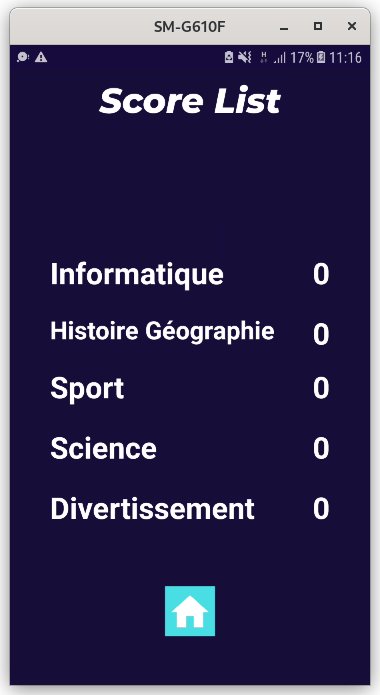 SM-G610F
17% 11:16
Score List
Informatique 0
Histoire Géographie 0
Sport 0
Science 0
Divertissement 0